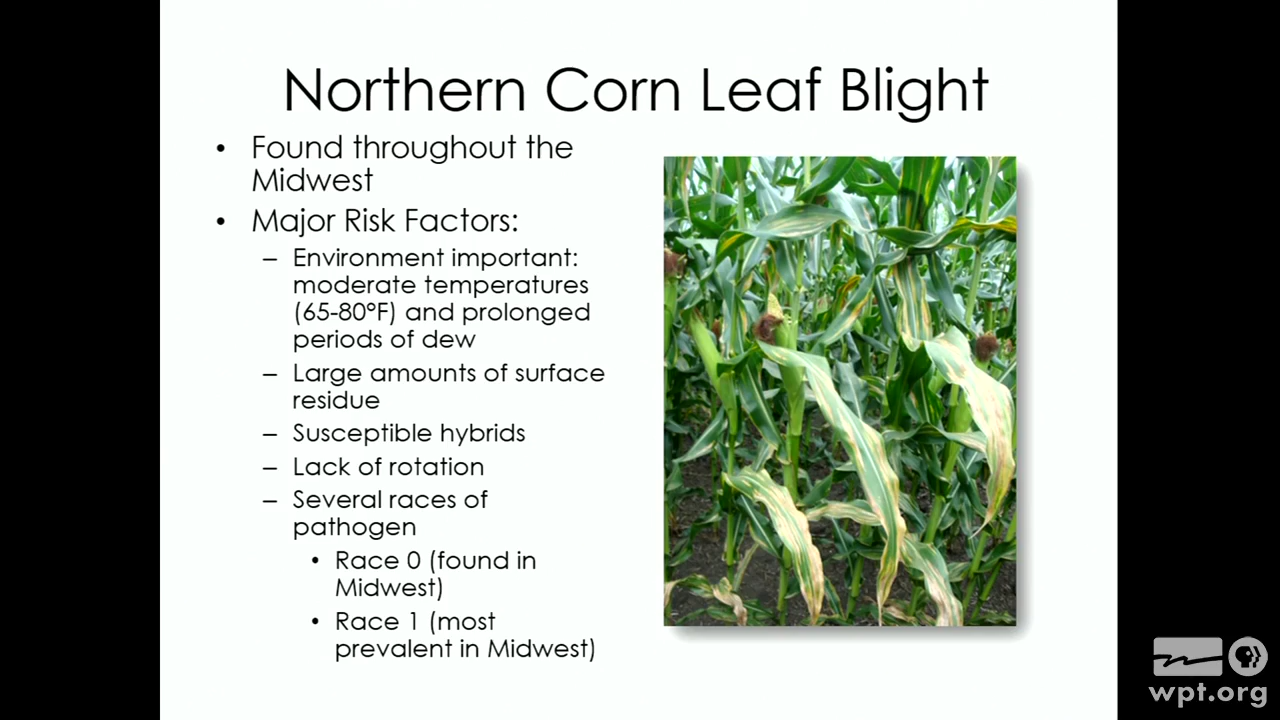 Northern Corn Leaf Blight
• Found throughout the
Midwest
• Major Risk Factors:
– Environment important:
moderate temperatures
(65-80°F) and prolonged
periods of dew
– Large amounts of surface
residue
– Susceptible hybrids
– Lack of rotation
– Several races of
pathogen
• Race 0 (found in
Midwest)
• Race 1 (most
prevalent in Midwest)
wpt.org